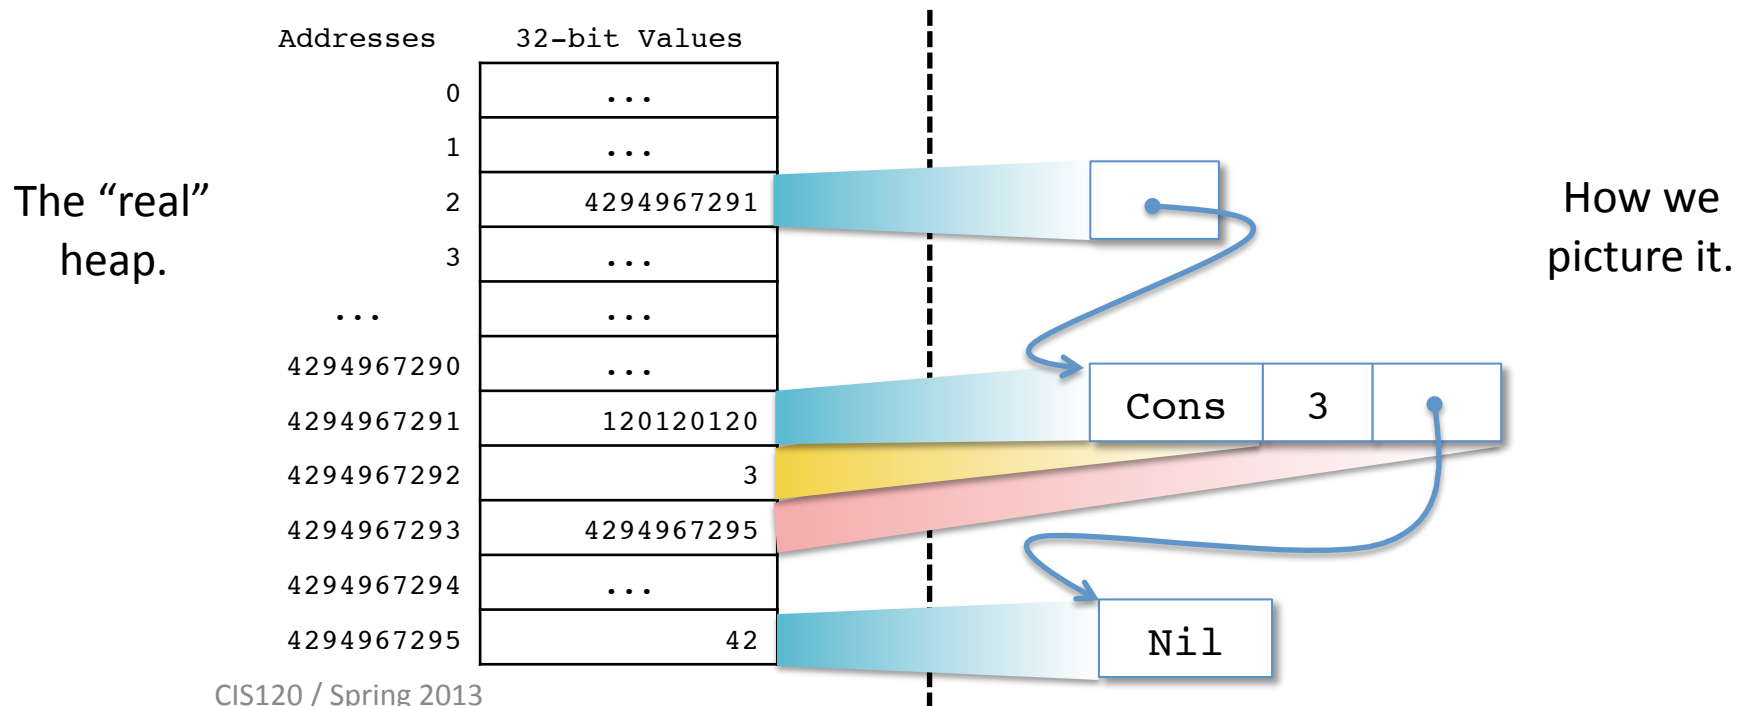 Addresses 32-bit Values
0 ...
1 ...
The “real” heap.
2 4294967291
3 ...
How we picture it.
... ...
4294967290 ...
4294967291 120120120
Cons 3
4294967292 3
4294967293 4294967295
4294967294 ...
4294967295 42
Nil
CIS120 / Spring 2013